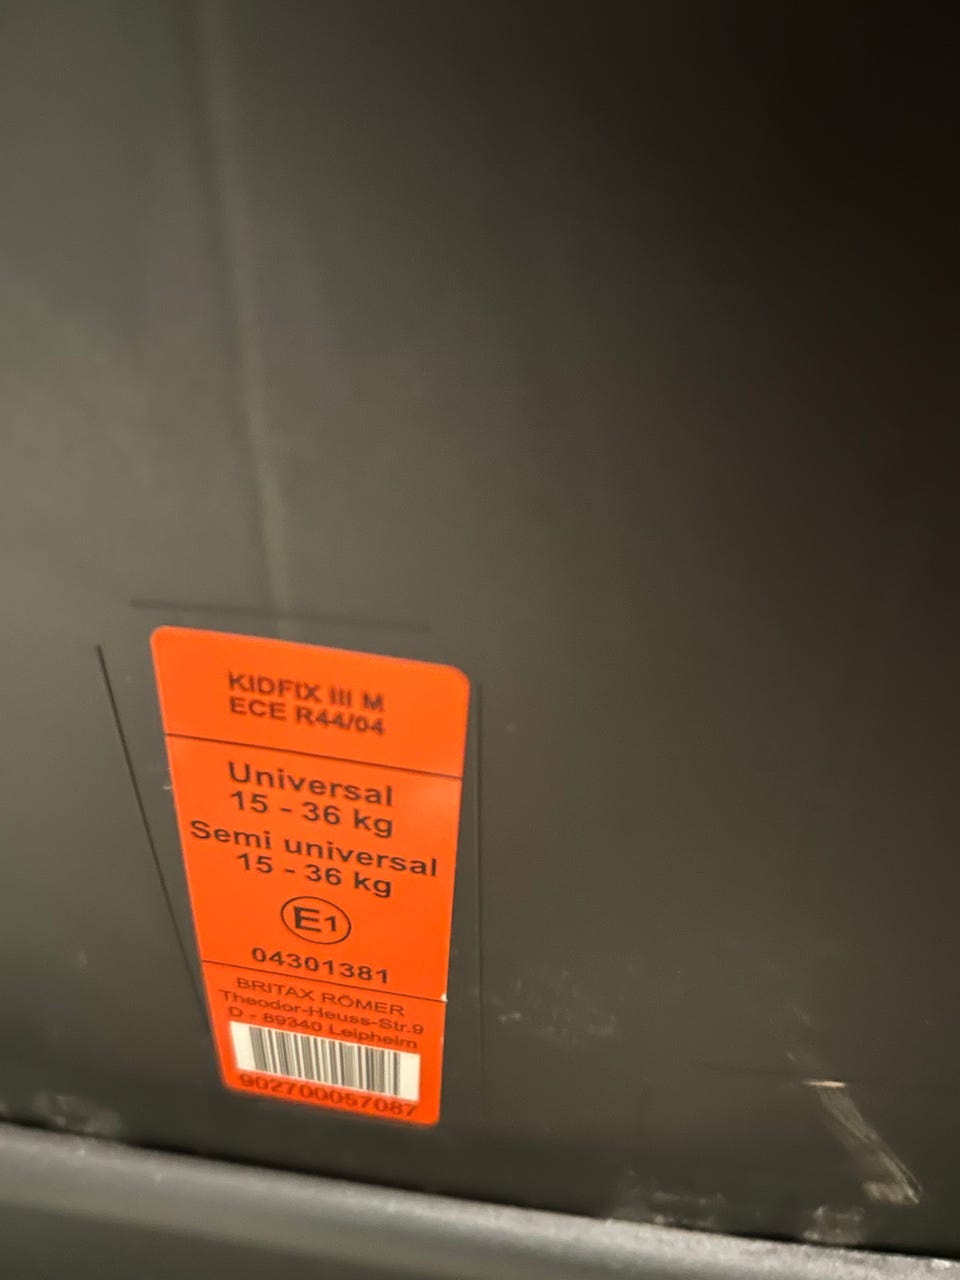 KIDFIX III M
ECE R44/04
Universal
15 - 36 kg
Semi universal
15 - 36 kg
E1
04301381
BRITAX RÖMER
Theodor-Heuss-Str.9
D - 89340 Leipheim
902700057087